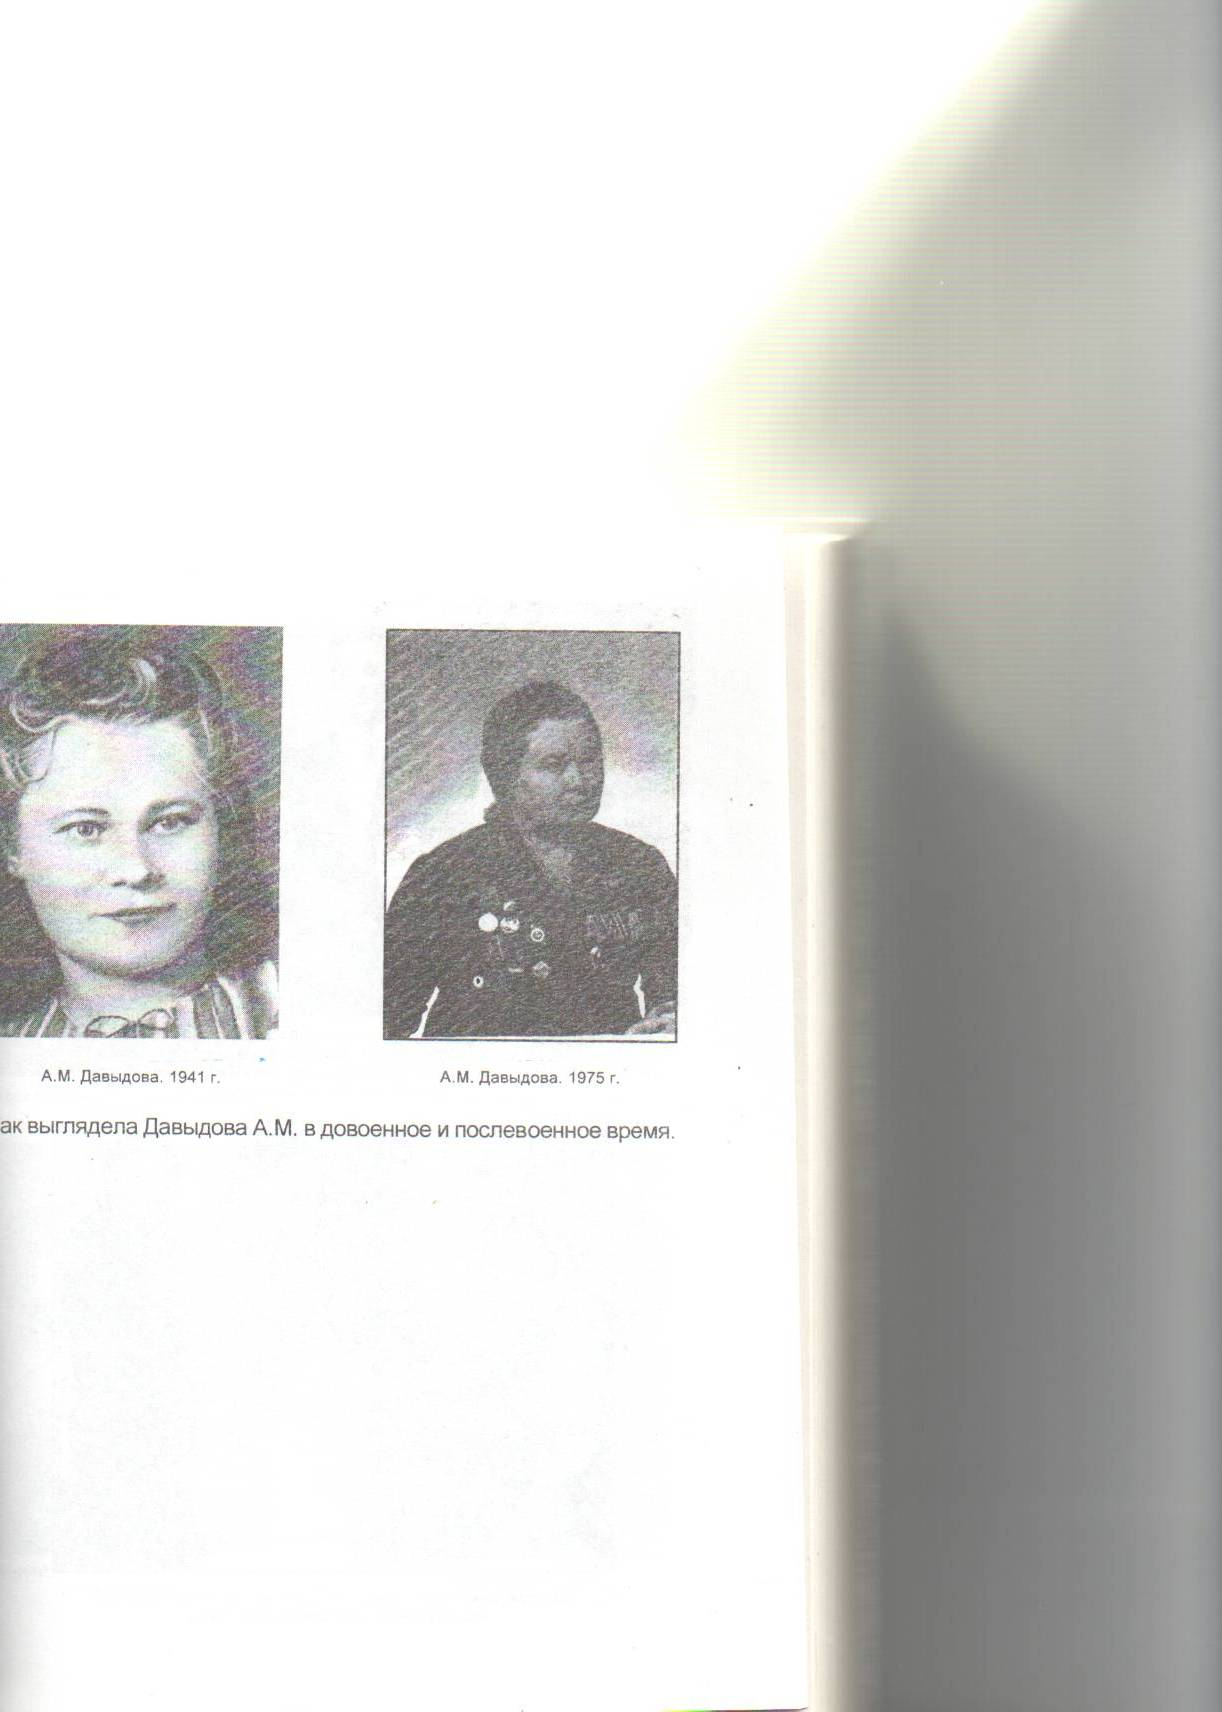 А.М. Давыдова. 1941 г.
А.М. Давыдова. 1975 г.
ак выглядела Давыдова А.М. в довоенное и послевоенное время.